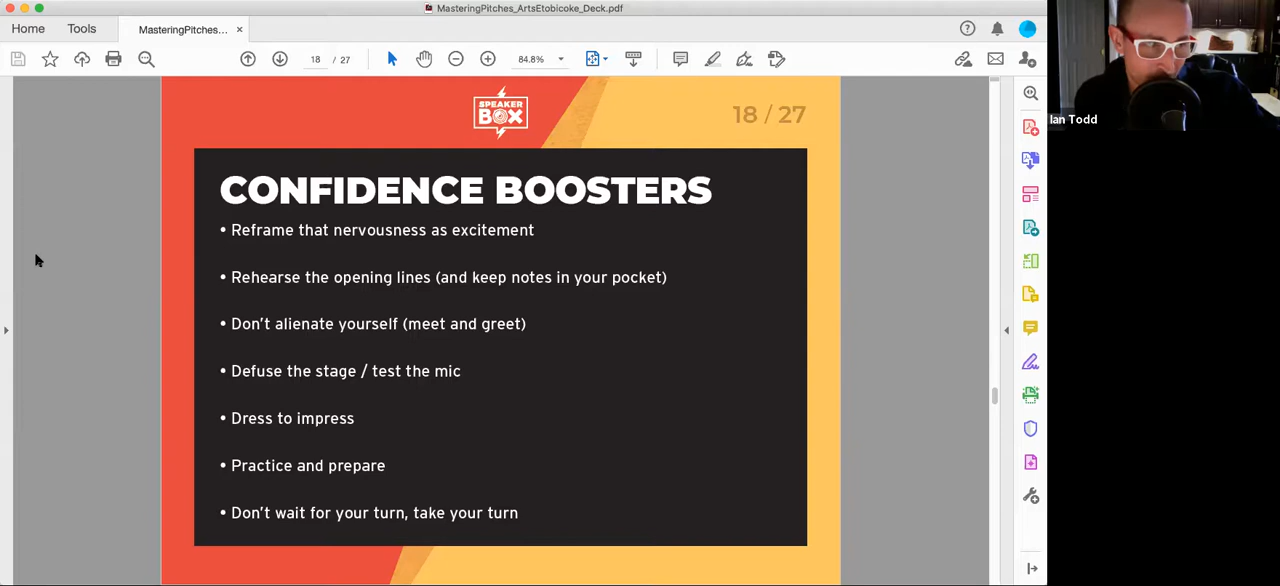 MasteringPitches_ArtsEtobicoke_Deck.pdf
Home
Tools
MasteringPitches...
18 / 27
84.8%
Ian Todd
SPEAKER
BOX
18 / 27
CONFIDENCE BOOSTERS
• Reframe that nervousness as excitement
• Rehearse the opening lines (and keep notes in your pocket)
• Don't alienate yourself (meet and greet)
• Defuse the stage / test the mic
• Dress to impress
• Practice and prepare
• Don't wait for your turn, take your turn